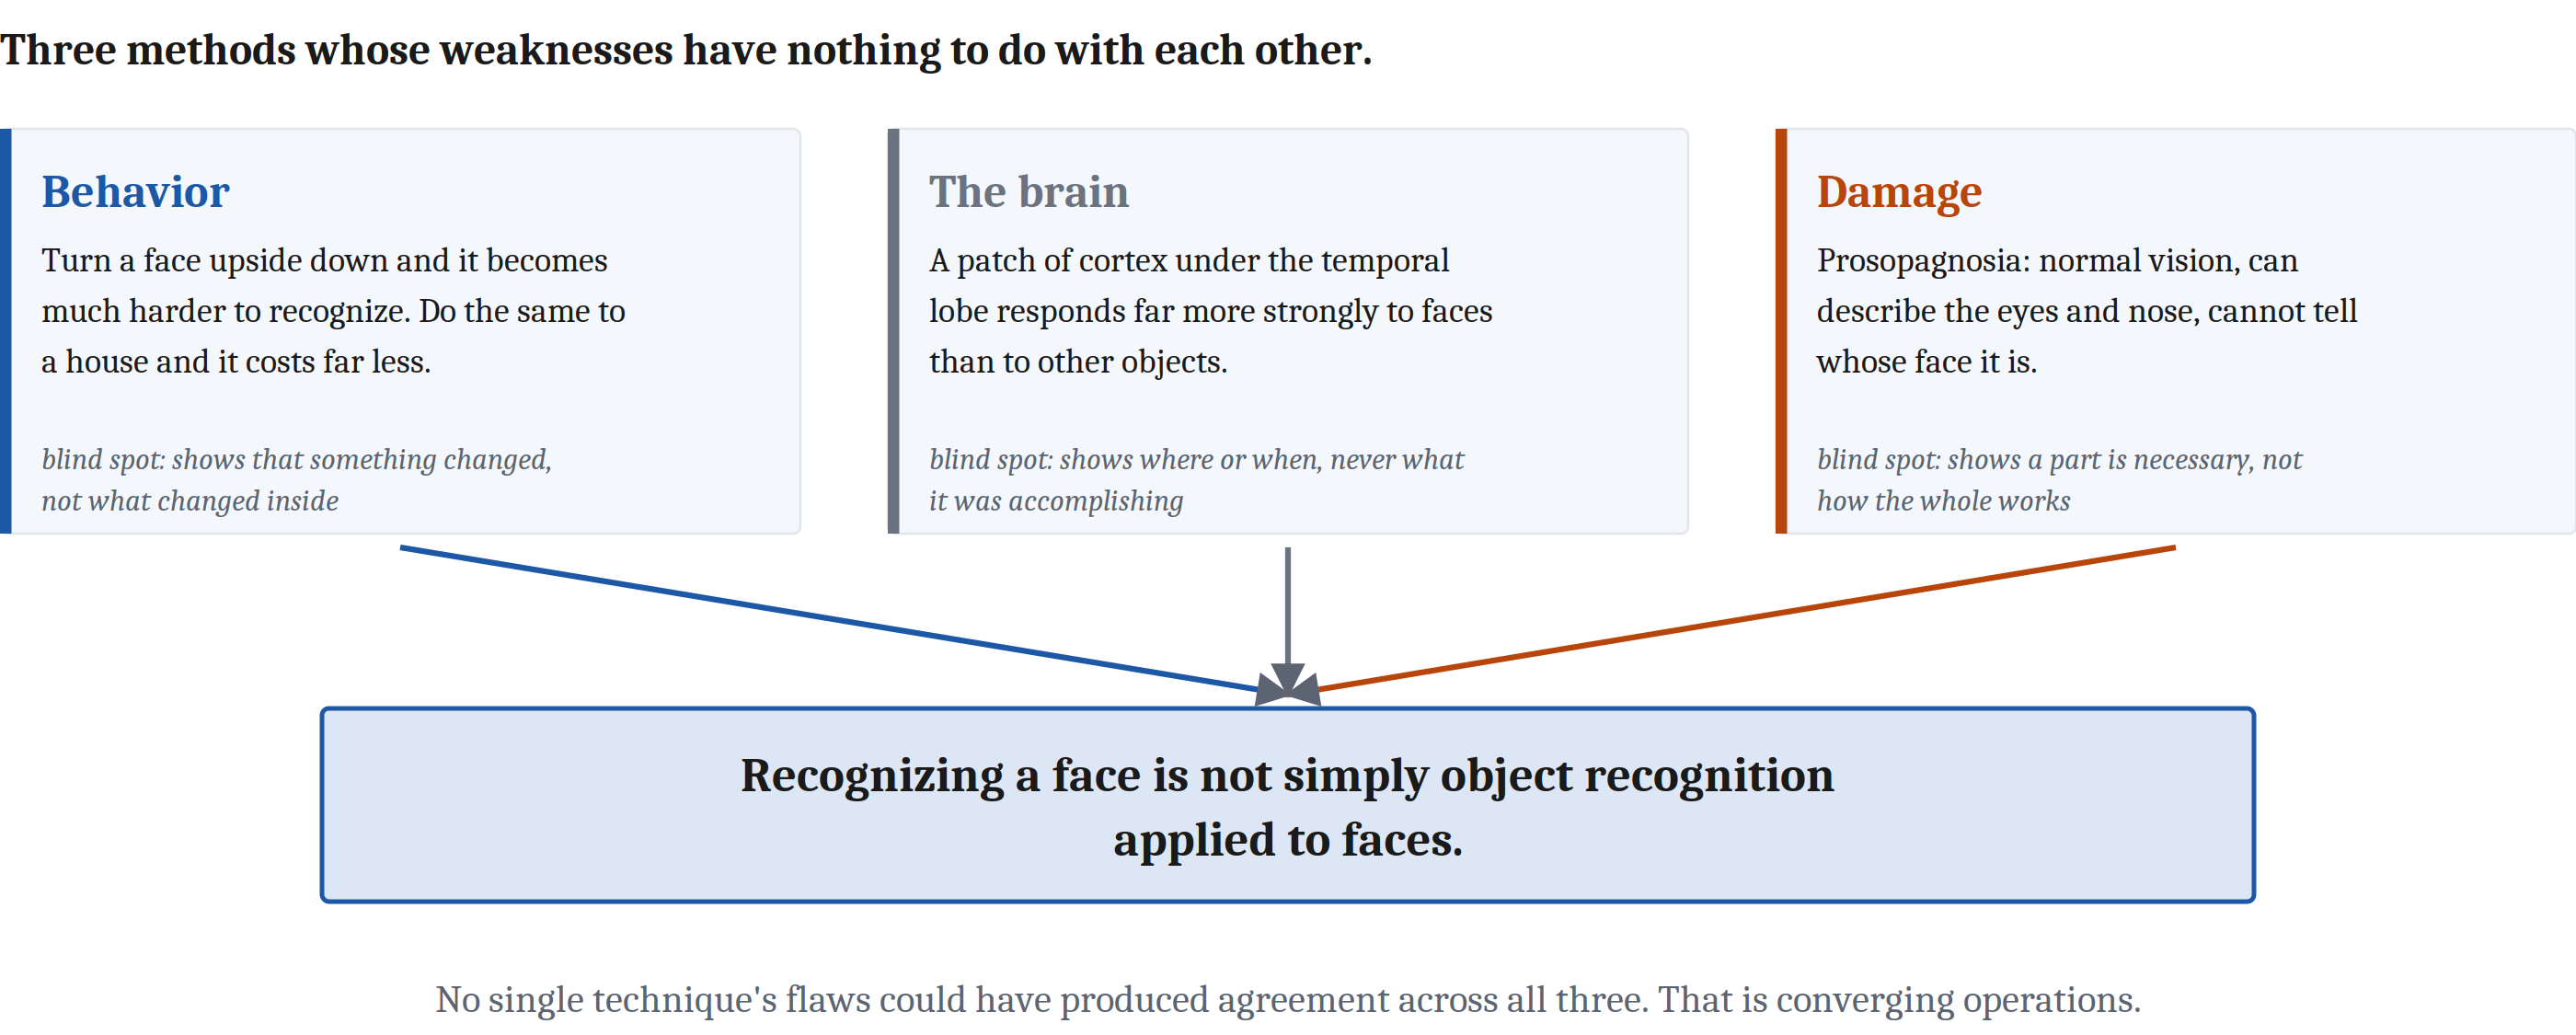 Three methods whose weaknesses have nothing to do with each other.
Behavior
Turn a face upside down and it becomes
much harder to recognize. Do the same to
a house and it costs far less.
blind spot: shows that something changed,
not what changed inside
The brain
A patch of cortex under the temporal
lobe responds far more strongly to faces
than to other objects.
blind spot: shows where or when, never what
it was accomplishing
Damage
Prosopagnosia: normal vision, can
describe the eyes and nose, cannot tell
whose face it is.
blind spot: shows a part is necessary, not
how the whole works
Recognizing a face is not simply object recognition
applied to faces.
No single technique's flaws could have produced agreement across all three. That is converging operations.